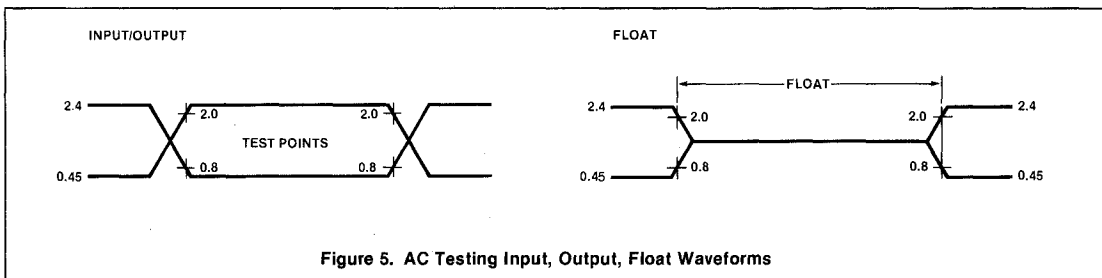 INPUT/OUTPUT
2.4
2.0
2.0
TEST POINTS
0.8
0.8
0.45
FLOAT
FLOAT
2.4
2.0
2.0
2.4
0.8
0.8
0.45
0.45
Figure 5. AC Testing Input, Output, Float Waveforms